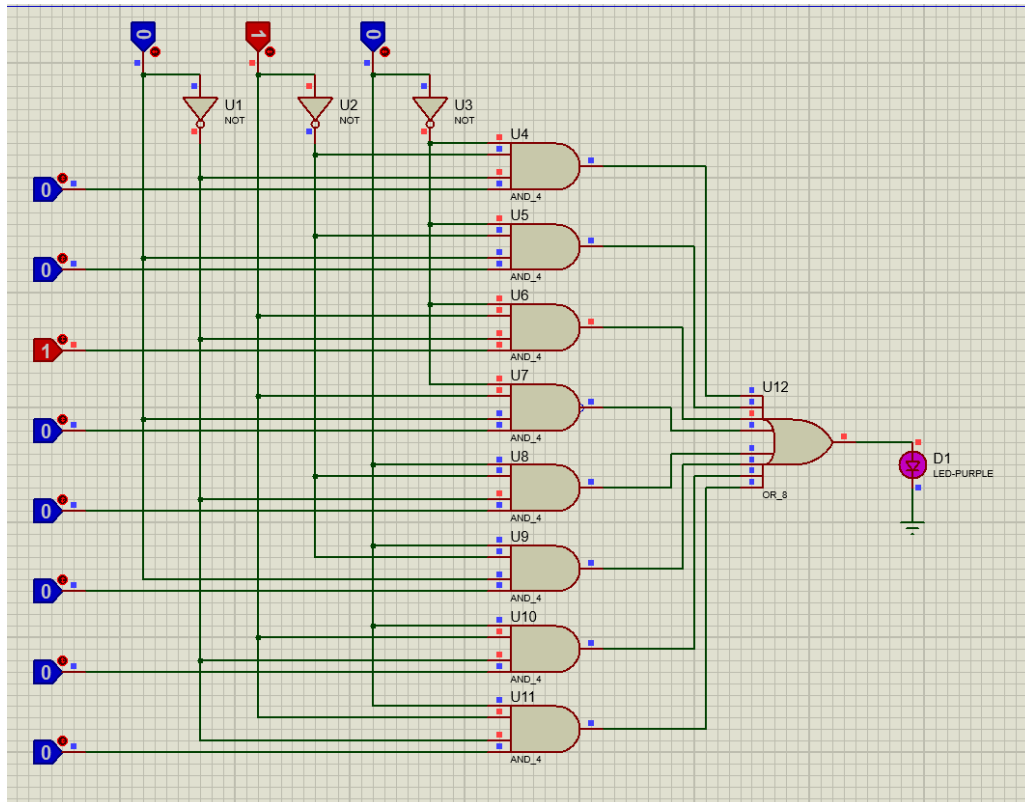 0
1
0
U1
NOT
U2
NOT
U3
NOT
U4
AND_4
0
U5
AND_4
0
U6
AND_4
1
U7
AND_4
0
U8
AND_4
0
U9
AND_4
0
U10
AND_4
0
U11
AND_4
0
U12
OR_8
D1
LED-PURPLE